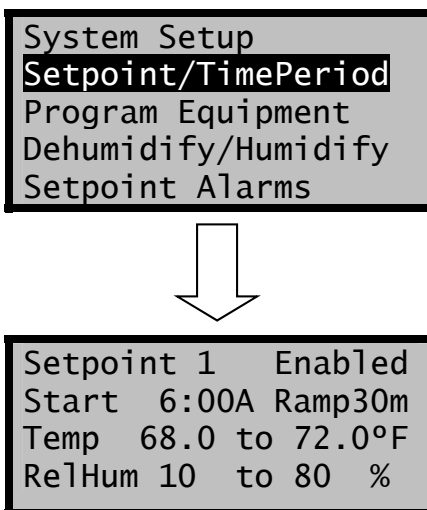 System Setup
Setpoint/TimePeriod
Program Equipment
Dehumidify/Humidify
Setpoint Alarms
Setpoint 1 Enabled
Start 6:00A Ramp30m
Temp 68.0 to 72.0ºF
RelHum 10 to 80 %